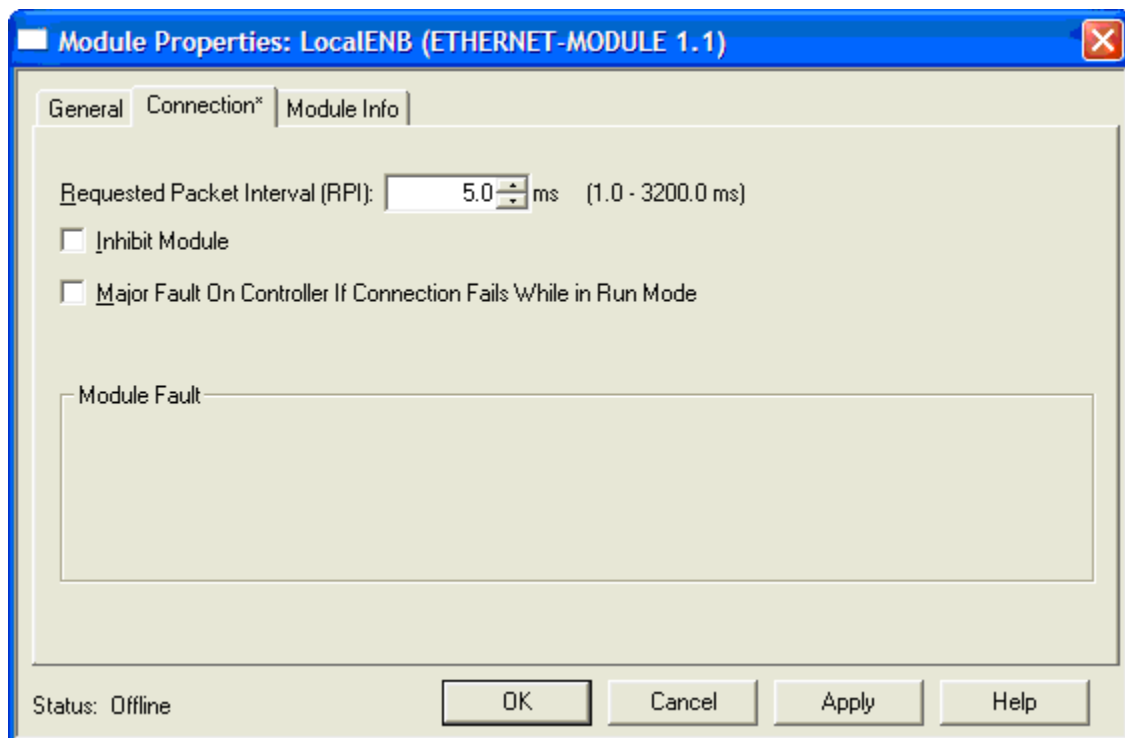 Module Properties: LocalENB (ETHERNET-MODULE 1.1)
General Connection* Module Info
Requested Packet Interval (RPI): 5.0 ms (1.0 - 3200.0 ms)
Inhibit Module
Major Fault On Controller If Connection Fails While in Run Mode
Module Fault
Status: Offline OK Cancel Apply Help